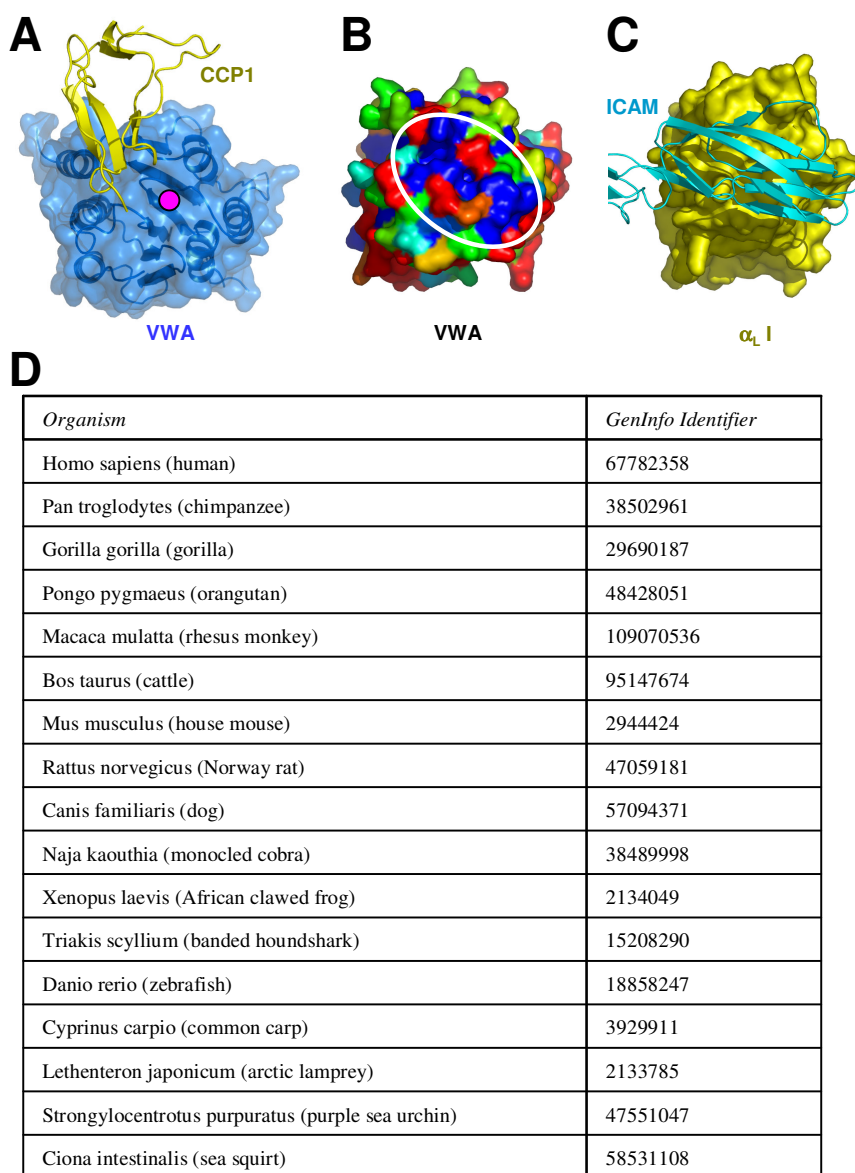 A
B
C
CCP1
ICAM
VWA
VWA
αL I
D
Organism GenInfo Identifier
Homo sapiens (human) 67782358
Pan troglodytes (chimpanzee) 38502961
Gorilla gorilla (gorilla) 29690187
Pongo pygmaeus (orangutan) 48428051
Macaca mulatta (rhesus monkey) 109070536
Bos taurus (cattle) 95147674
Mus musculus (house mouse) 2944424
Rattus norvegicus (Norway rat) 47059181
Canis familiaris (dog) 57094371
Naja kaouthia (monocled cobra) 38489998
Xenopus laevis (African clawed frog) 2134049
Triakis scyllium (banded houndshark) 15208290
Danio rerio (zebrafish) 18858247
Cyprinus carpio (common carp) 3929911
Lethenteron japonicum (arctic lamprey) 2133785
Strongylocentrotus purpuratus (purple sea urchin) 47551047
Ciona intestinalis (sea squirt) 58531108